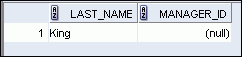 LAST_NAME MANAGER_ID
1 King (null)